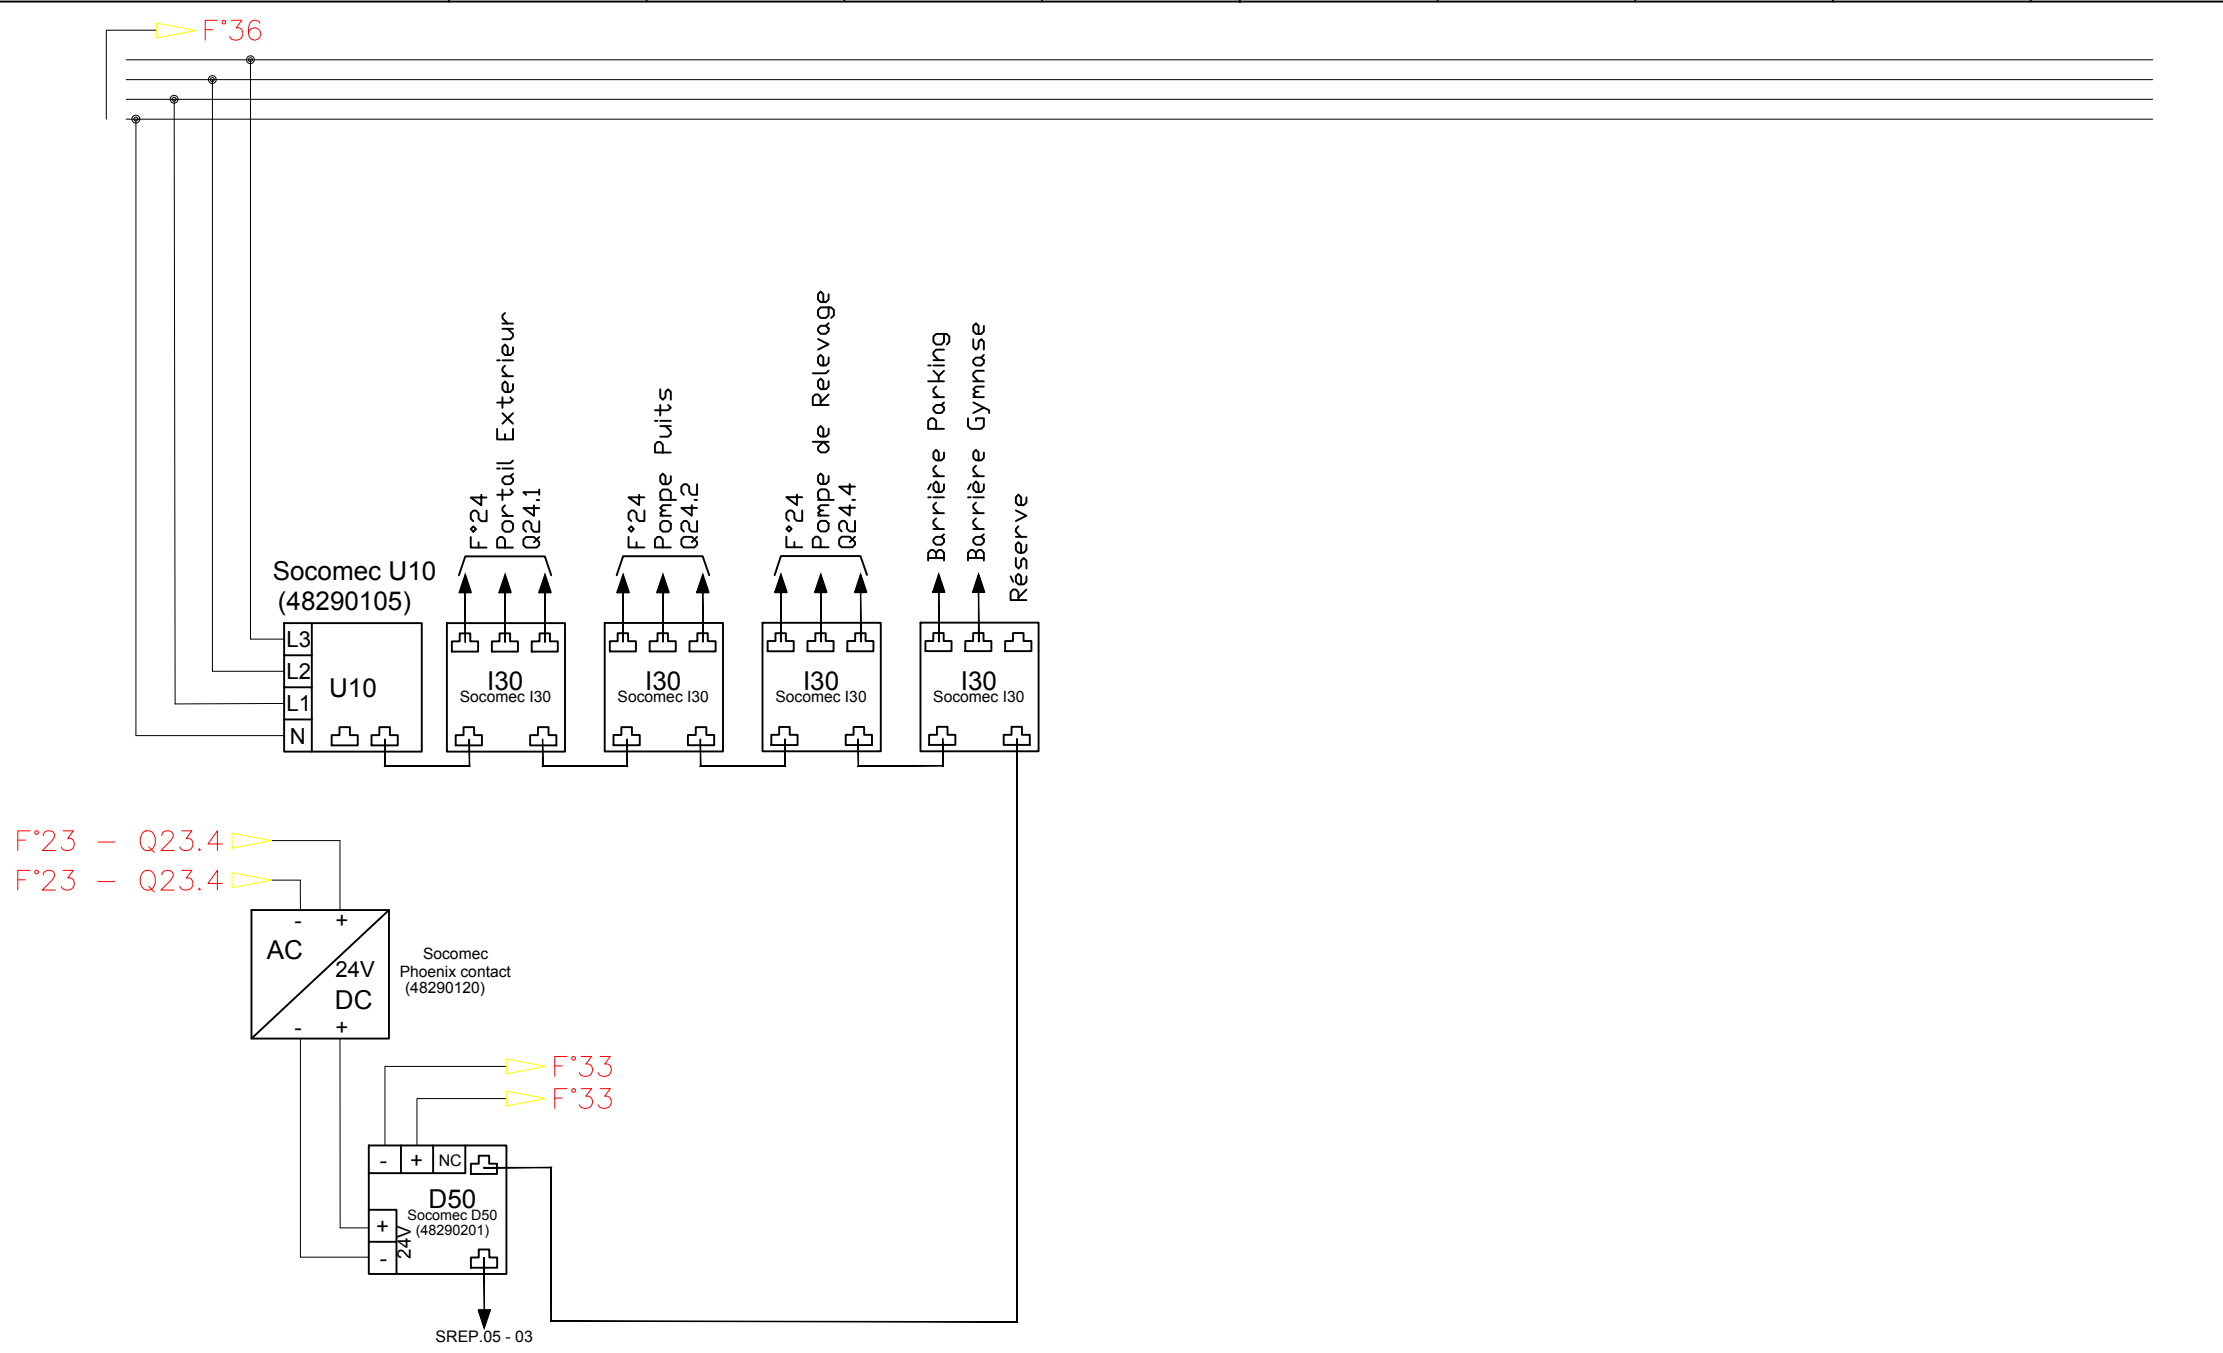 F°36
F°24
Portail Exterieur
Q24.1
F°24
Pompe Puits
Q24.2
F°24
Pompe de Relevage
Q24.4
Barrière Parking
Barrière Gymnase
Réserve
Socomec U10
(48290105)
L3
L2
L1
N
U10
I30
Socomec I30
I30
Socomec I30
I30
Socomec I30
I30
Socomec I30
F°23 - Q23.4
F°23 - Q23.4
- +
AC
24V
DC
- +
Socomec
Phoenix contact
(48290120)
F°33
F°33
- + NC
D50
Socomec D50
(48290201)
+
-
24V
SREP.05 - 03